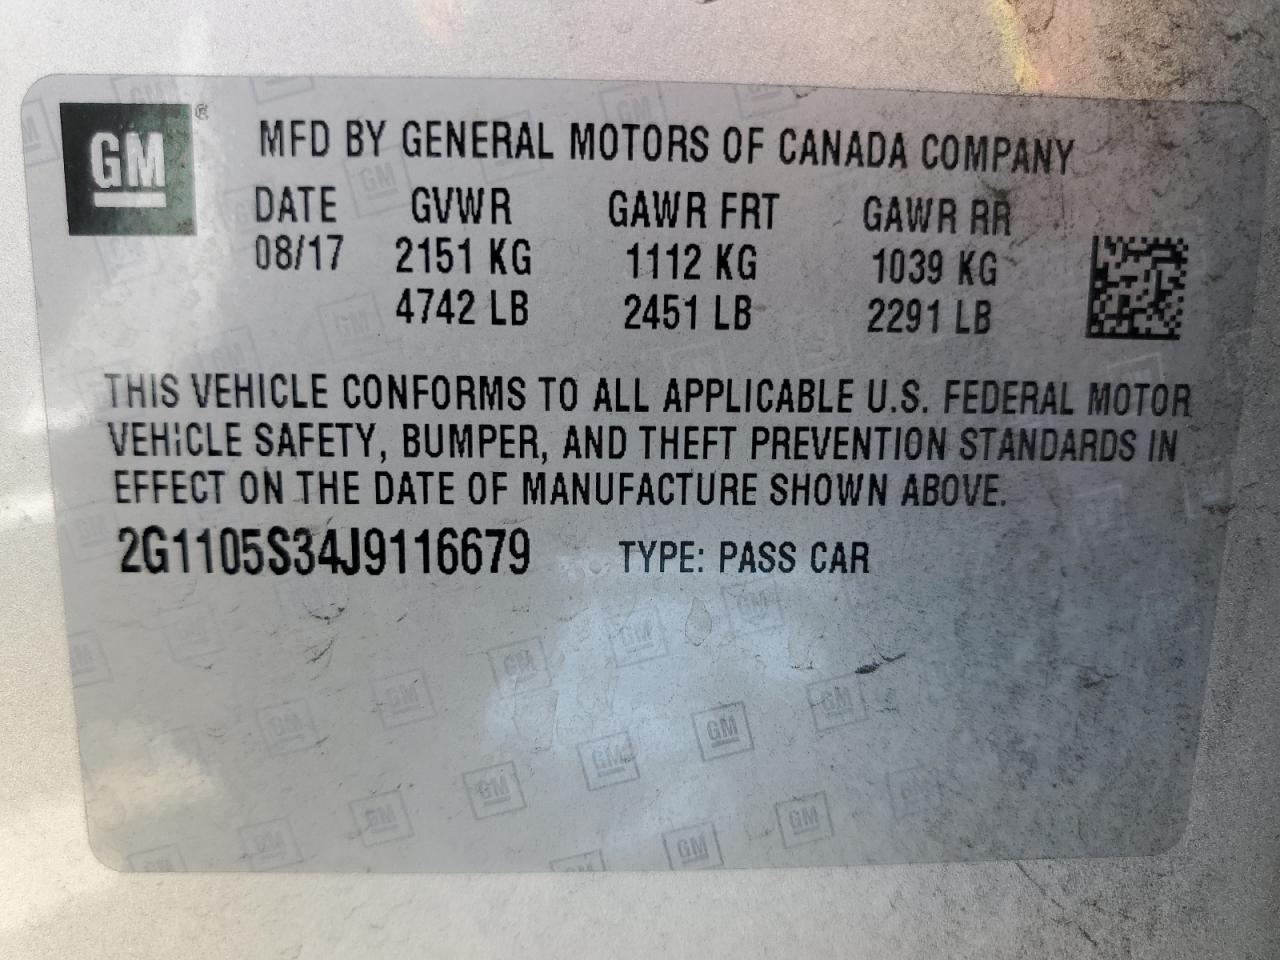 GM ® MFD BY GENERAL MOTORS OF CANADA COMPANY
DATE GVWR GAWR FRT GAWR RR
08/17 2151 KG 1112 KG 1039 KG
4742 LB 2451 LB 2291 LB
THIS VEHICLE CONFORMS TO ALL APPLICABLE U.S. FEDERAL MOTOR
VEHICLE SAFETY, BUMPER, AND THEFT PREVENTION STANDARDS IN
EFFECT ON THE DATE OF MANUFACTURE SHOWN ABOVE.
2G1105S34J9116679 TYPE: PASS CAR